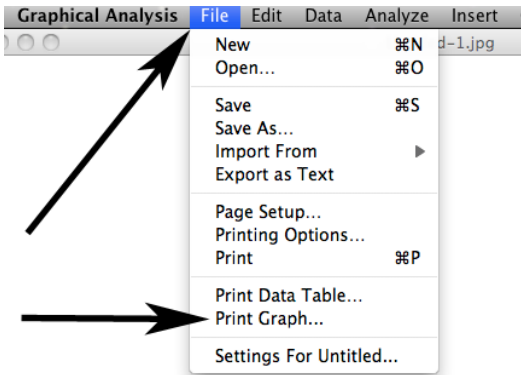 Graphical Analysis File Edit Data Analyze Insert
d-1.jpg
New ⌘N
Open... ⌘O
Save ⌘S
Save As...
Import From
Export as Text
Page Setup...
Printing Options...
Print ⌘P
Print Data Table...
Print Graph...
Settings For Untitled...